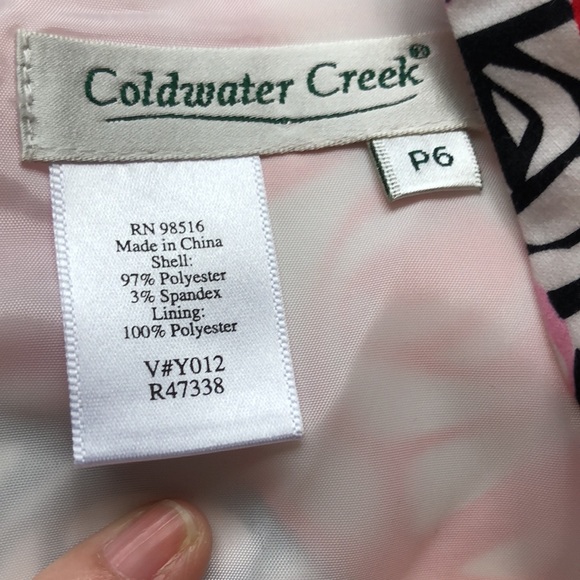 Coldwater Creek®
P6
RN 98516
Made in China
Shell:
97% Polyester
3% Spandex
Lining:
100% Polyester
V#Y012
R47338